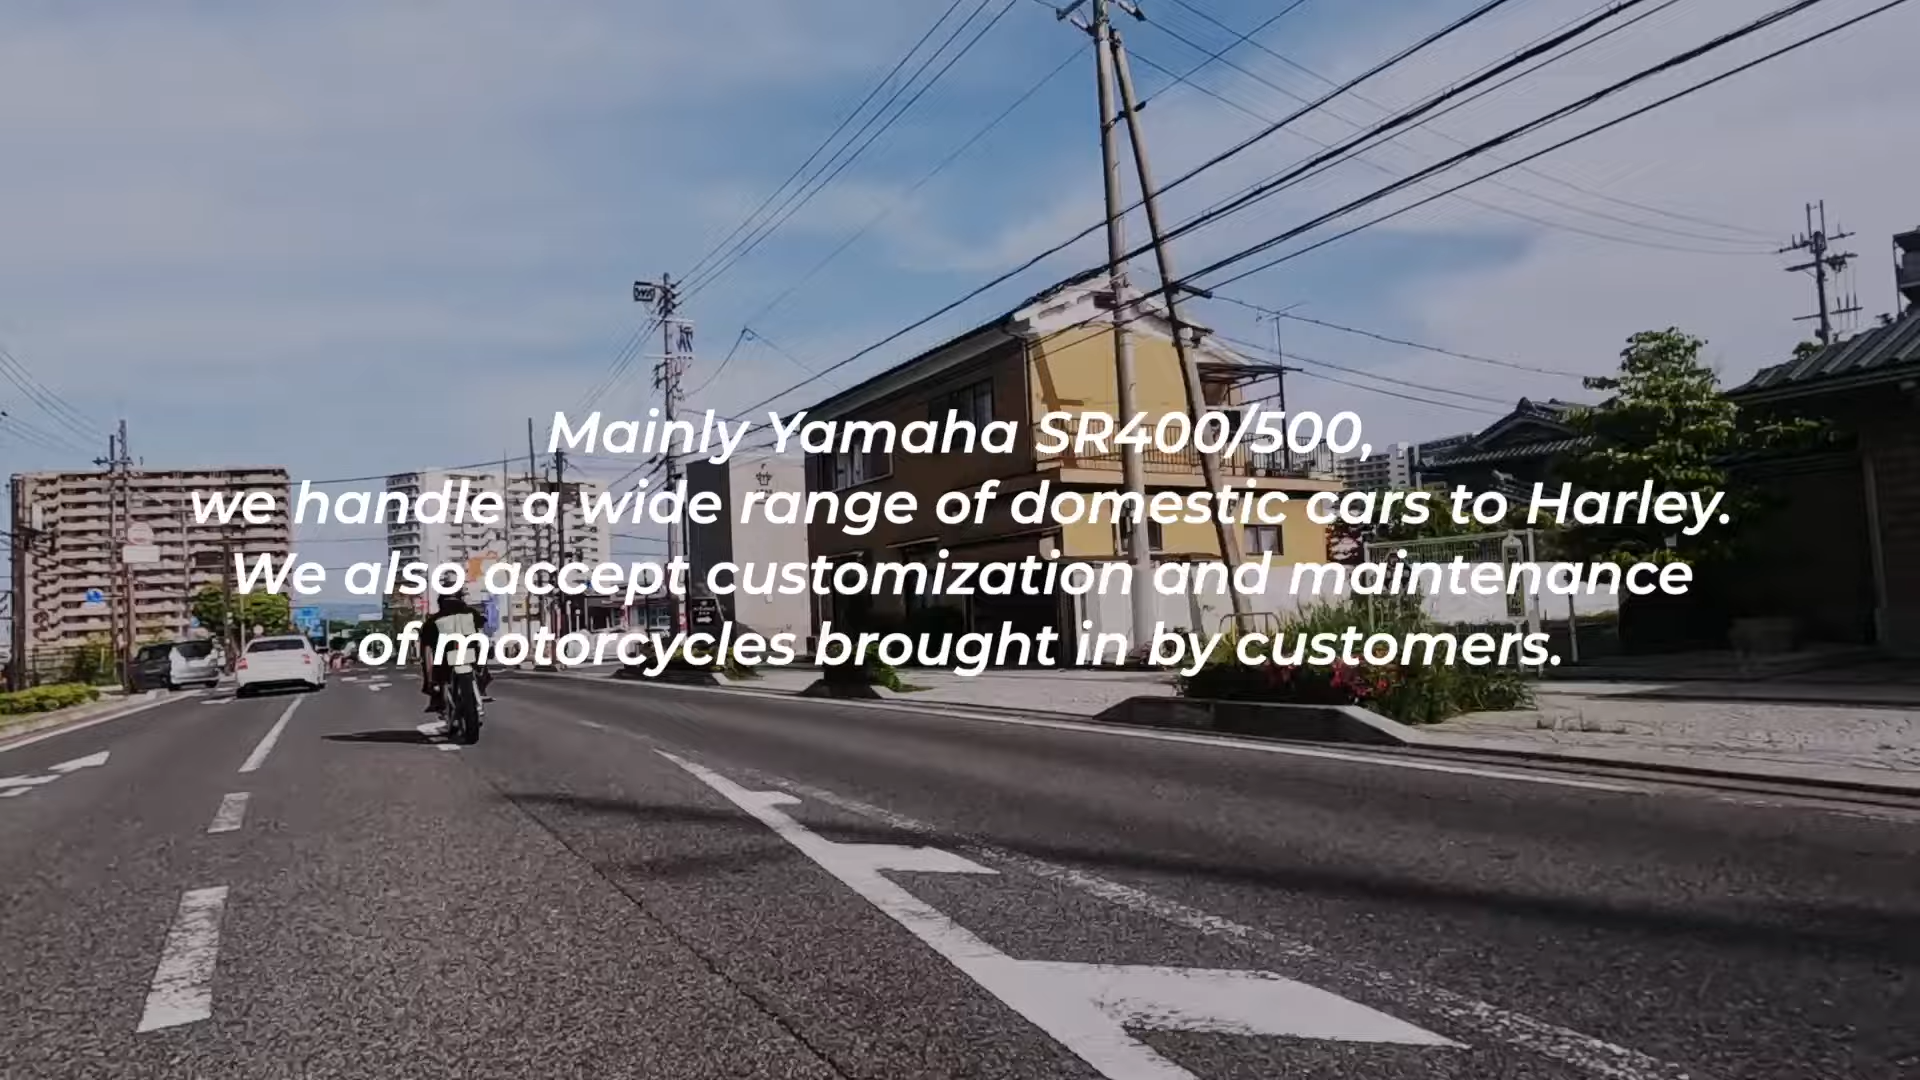 Mainly Yamaha SR400/500,
we handle a wide range of domestic cars to Harley.
We also accept customization and maintenance
of motorcycles brought in by customers.